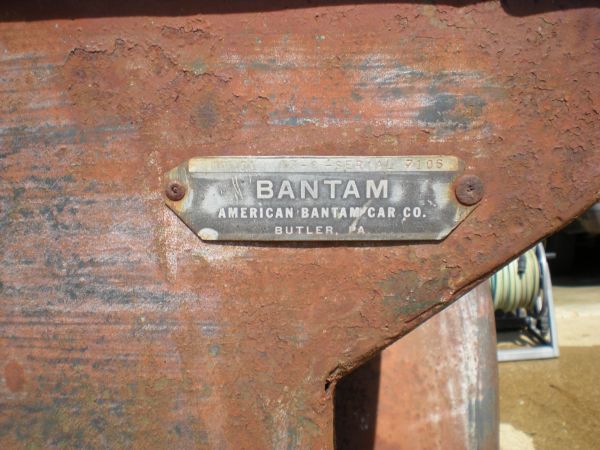 SERIAL 7106
BANTAM
AMERICAN BANTAM CAR CO.
BUTLER, PA